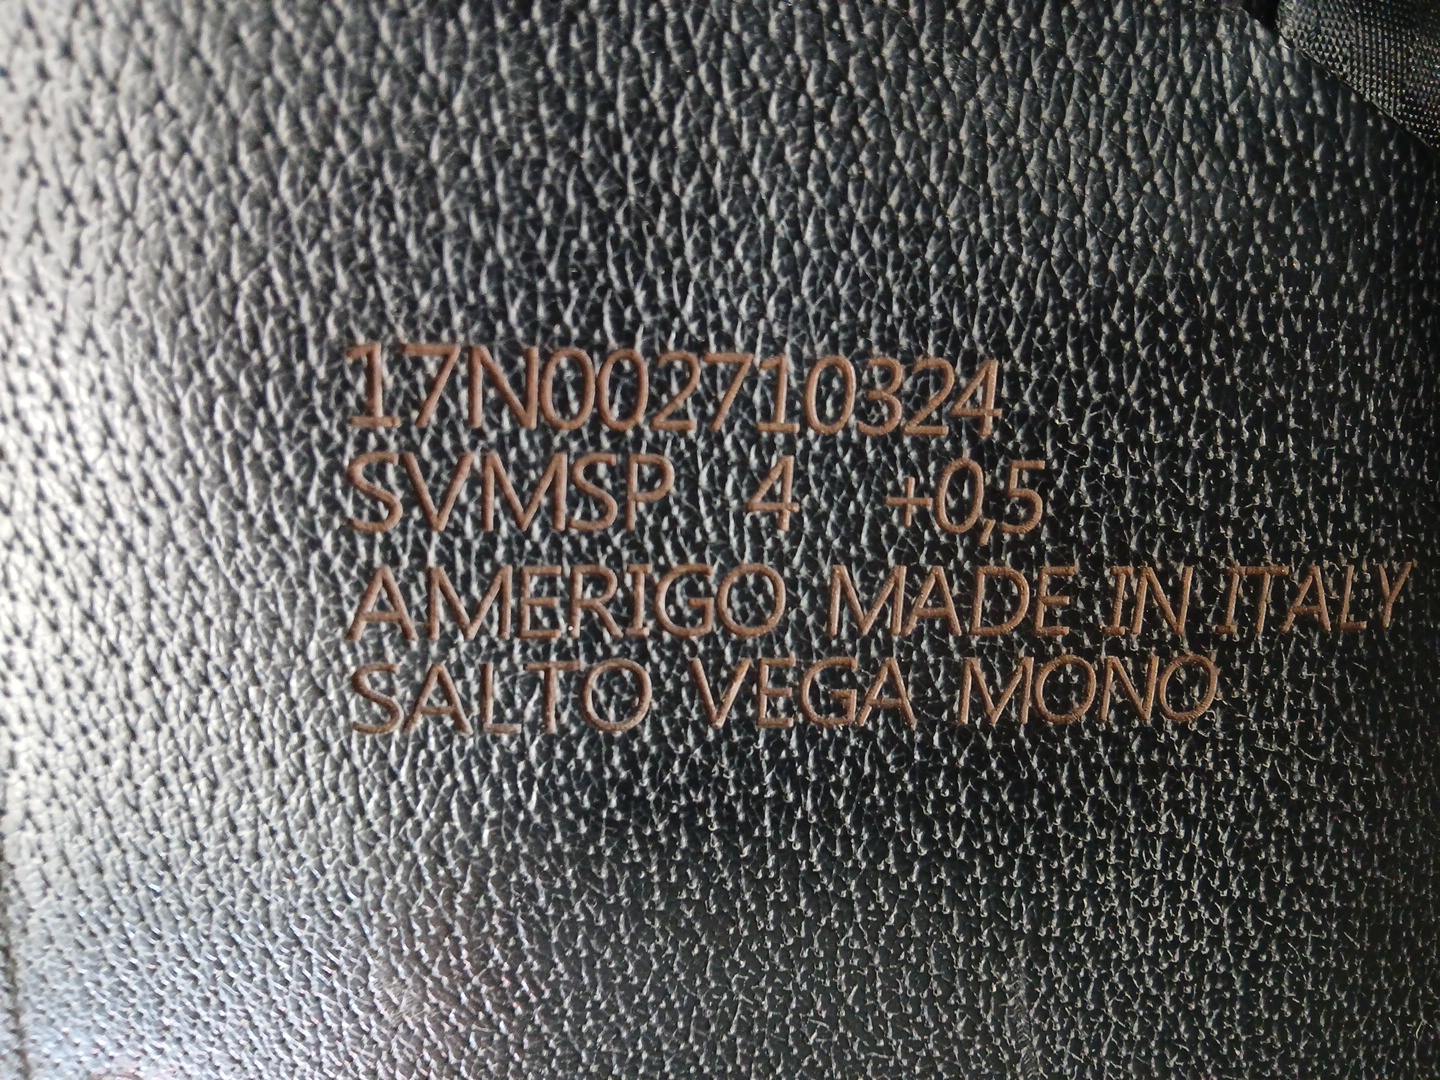 17N002710324
SVMSP 4 +0,5
AMERIGO MADE IN ITALY
SALTO VEGA MONO